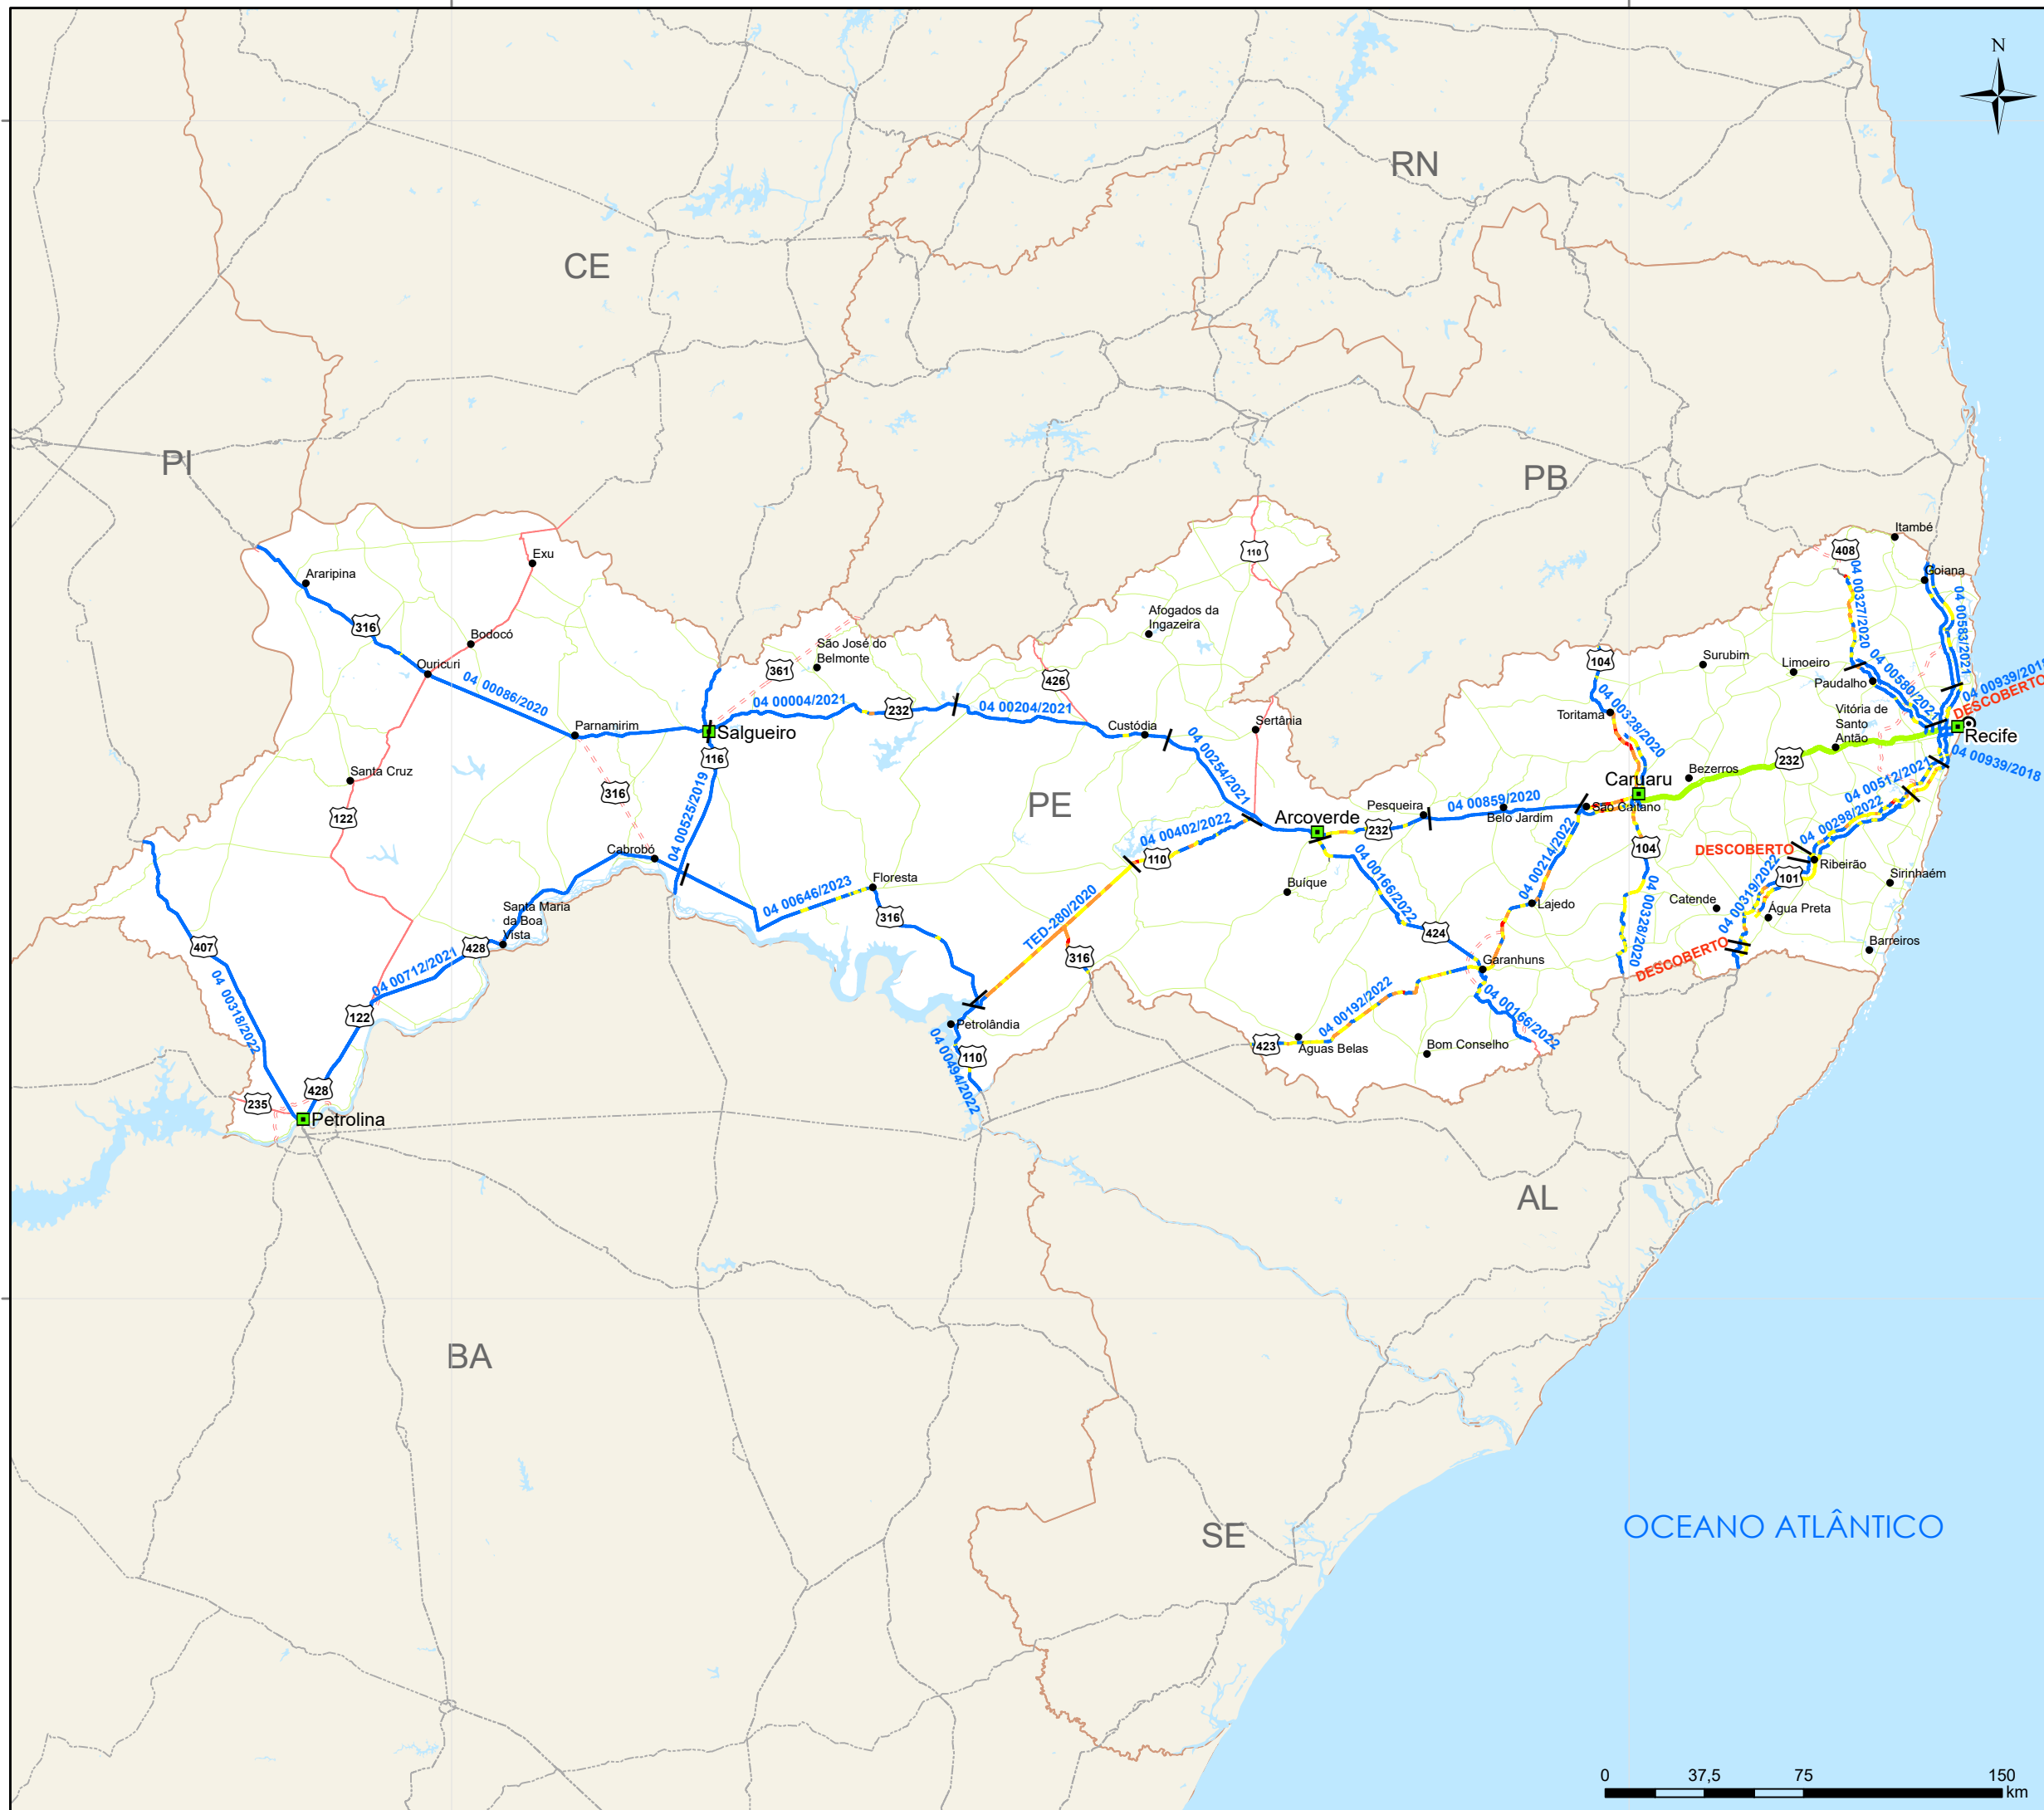 N
RN
CE
PI
PB
Itambé
408
Goiana
Exu
110
Araripina
04 00327/2020
04 00583/2021
Afogados da
Ingazeira
316
Bodocó
São José do
Belmonte
361
Ouricuri
426
104
Surubim
Limoeiro
Paudalho
04 00580/2021
04 00939/2018
DESCOBERTO
04 00086/2020
04 00004/2021
232
04 00204/2021
Custódia
Sertânia
Toritama
04 00328/2020
Vitória de
Santo
Antão
Recife
Parnamirim
Salgueiro
116
04 00254/2021
232
04 00939/2018
Santa Cruz
316
04 00525/2019
Bezerros
Caruaru
04 00512/2021
122
PE
Pesqueira
04 00859/2020
Belo Jardim
São Caitano
Arcoverde
232
04 00402/2022
110
04 00298/2022
Cabrobó
104
DESCOBERTO
Ribeirão
101
Floresta
04 00646/2023
Buíque
04 00166/2022
04 00214/2022
Lajedo
04 00328/2020
Catende
04 00319/2022
Sirinhaém
Água Preta
Santa Maria
da Boa
Vista
316
TED-280/2020
424
407
428
316
Garanhuns
DESCOBERTO
Barreiros
04 00712/2021
04 00318/2022
122
Petrolândia
04 00192/2022
04 00166/2022
110
04 00494/2022
423
Águas Belas
Bom Conselho
428
235
Petrolina
AL
BA
SE
OCEANO ATLÂNTICO
0 37,5 75 150
km